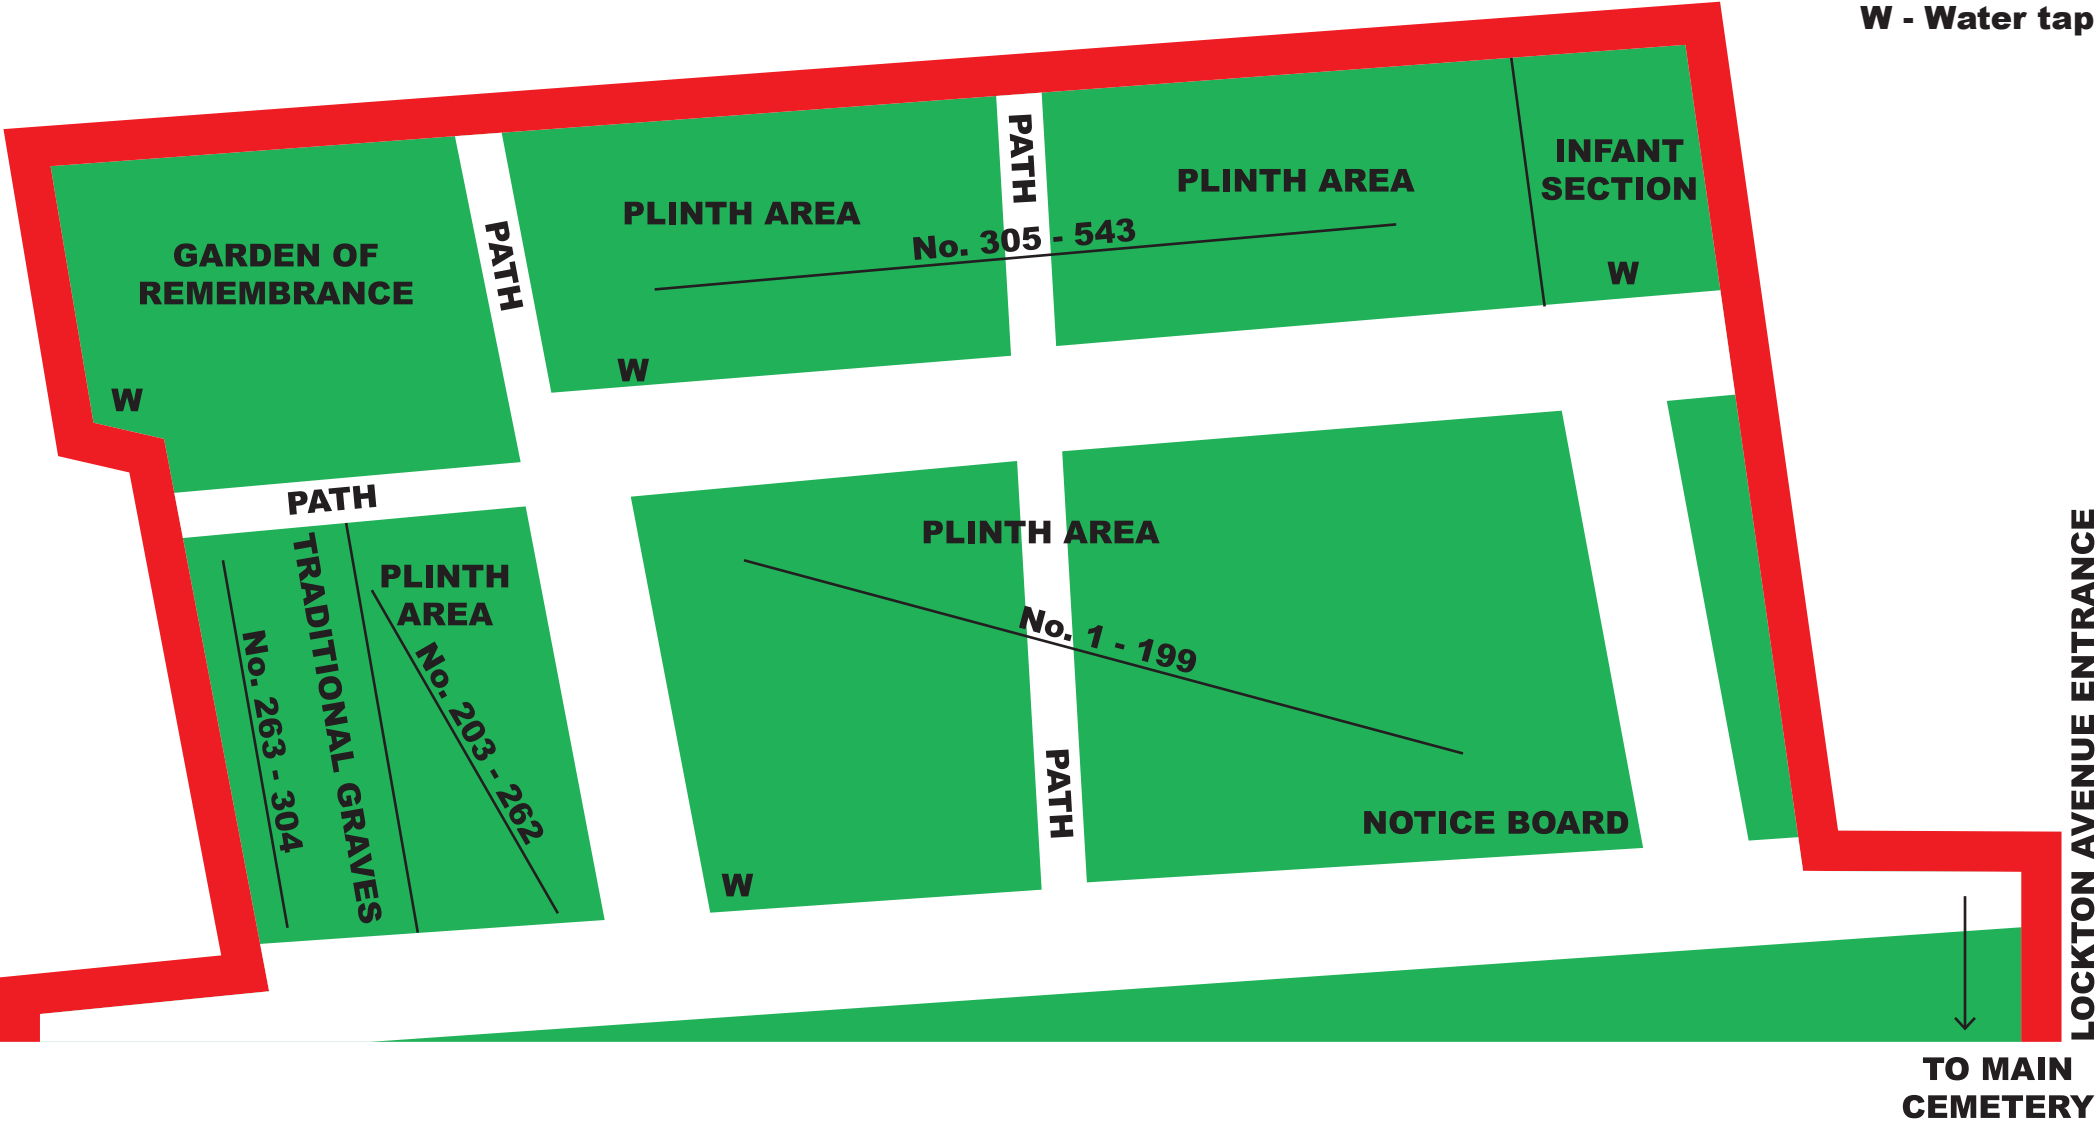 W - Water tap
PATH
INFANT
SECTION
PLINTH AREA
PLINTH AREA
PATH
No. 305 - 543
GARDEN OF
REMEMBRANCE
W
W
W
PATH
PLINTH AREA
TRADITIONAL GRAVES
PLINTH
AREA
No. 1 - 199
No. 263 - 304
No. 203 - 262
PATH
NOTICE BOARD
W
LOCKTON AVENUE ENTRANCE
TO MAIN
CEMETERY